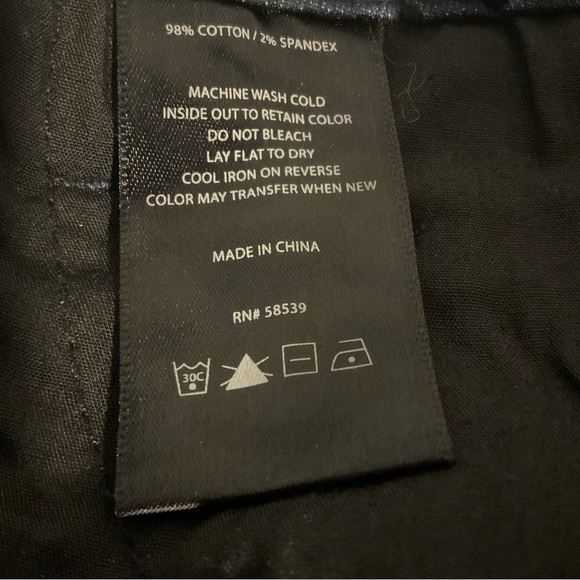 98% COTTON / 2% SPANDEX
MACHINE WASH COLD
INSIDE OUT TO RETAIN COLOR
DO NOT BLEACH
LAY FLAT TO DRY
COOL IRON ON REVERSE
COLOR MAY TRANSFER WHEN NEW
MADE IN CHINA
RN# 58539
30C